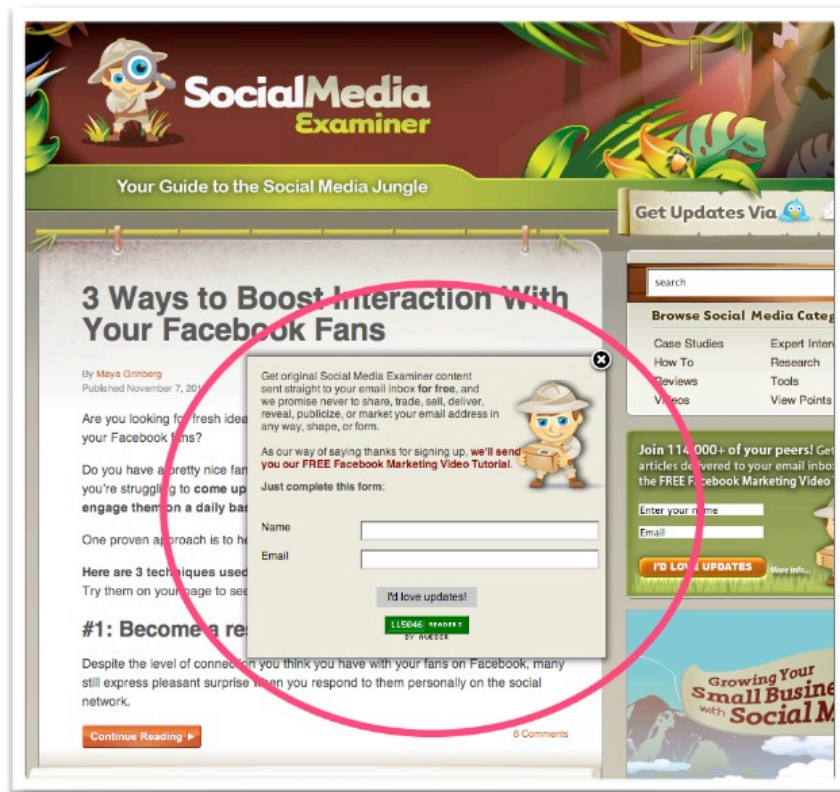 SocialMedia
Examiner
Your Guide to the Social Media Jungle
Get Updates Via
3 Ways to Boost Interaction With
Your Facebook Fans
By Maya Grinberg
Published November 7, 
Are you looking for fresh
your Facebook fans?
Do you have a pretty nice
you're struggling to come up
engage them on a daily
One proven approach is to
Here are 3 techniques used
Try them on your page to see
#1: Become a
Despite the level of connection you think you have with your fans on Facebook, many
still express pleasant surprise when you respond to them personally on the social
network.
Continue Reading
6 Comments
Get original Social Media Examiner content
sent straight to your email inbox for free, and
we promise never to share, trade, sell, deliver,
reveal, publicize, or market your email address in
any way, shape, or form.
As our way of saying thanks for signing up, we'll send
you our FREE Facebook Marketing Video Tutorial.
Just complete this form:
Name
Email
I'd love updates!
115046 READERS
BY AWEBER
search
Browse Social Media
Case Studies
Expert
How To
Research
Reviews
Tools
Videos
View Points
Join 114,000+ of your peers! Get
articles delivered to your email
the FREE Facebook Marketing Video
Enter your name
Email
I'D LOVE UPDATES
More Info...
Growing Your
Small
with Social